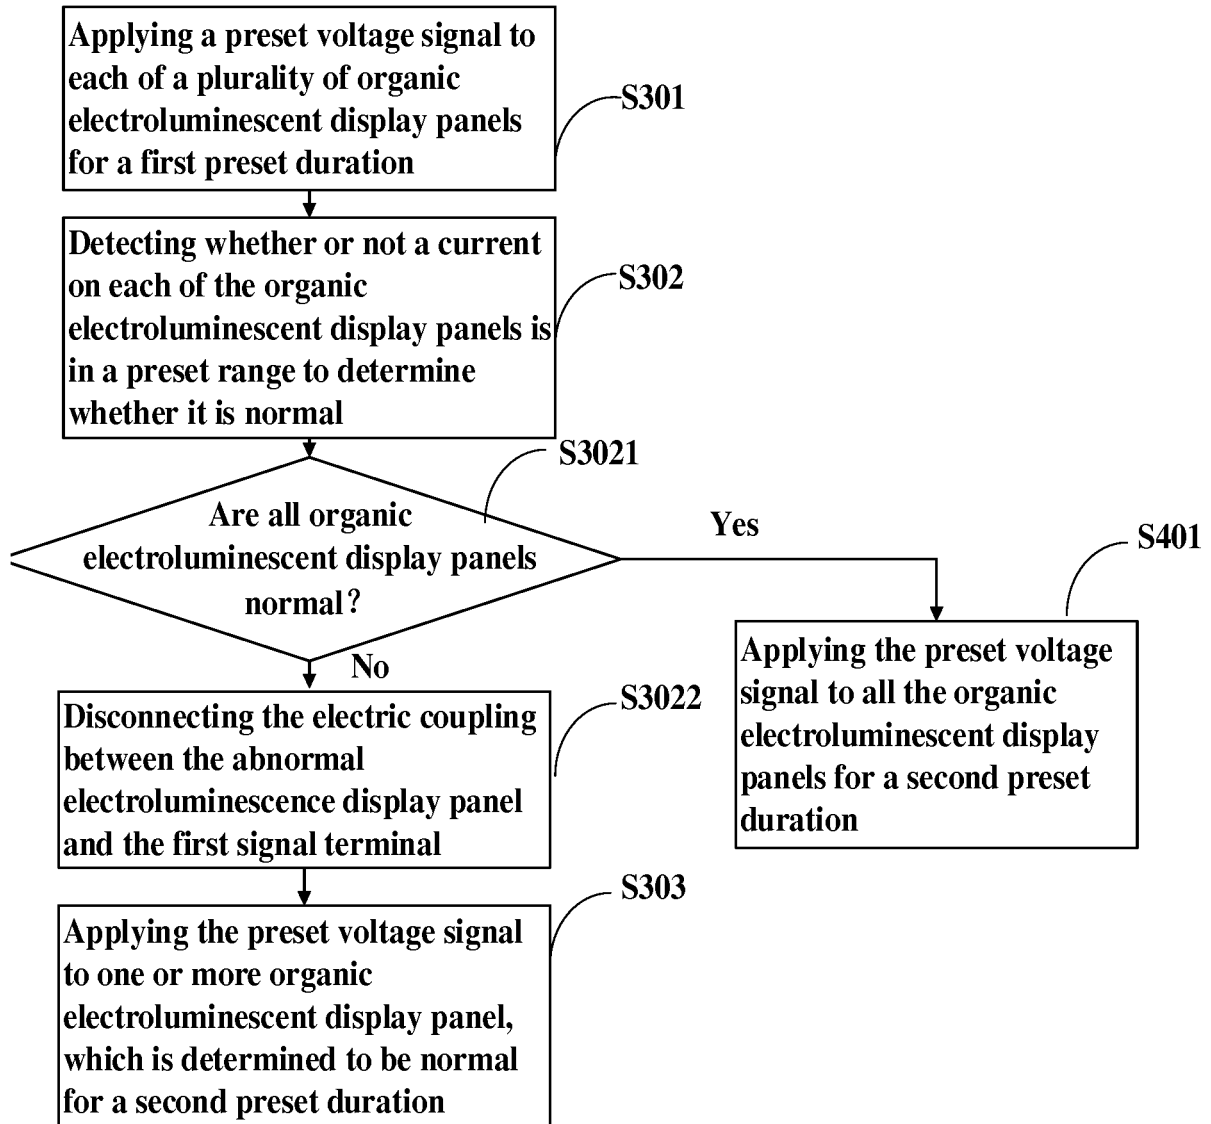 Applying a preset voltage signal to
each of a plurality of organic
electroluminescent display panels
for a first preset duration
S301
Detecting whether or not a current
on each of the organic
electroluminescent display panels is
in a preset range to determine
whether it is normal
S302
S3021
Are all organic
electroluminescent display panels
normal?
Yes
S401
No
Applying the preset voltage
signal to all the organic
electroluminescent display
panels for a second preset
duration
Disconnecting the electric coupling
between the abnormal
electroluminescence display panel
and the first signal terminal
S3022
S303
Applying the preset voltage signal
to one or more organic
electroluminescent display panel,
which is determined to be normal
for a second preset duration